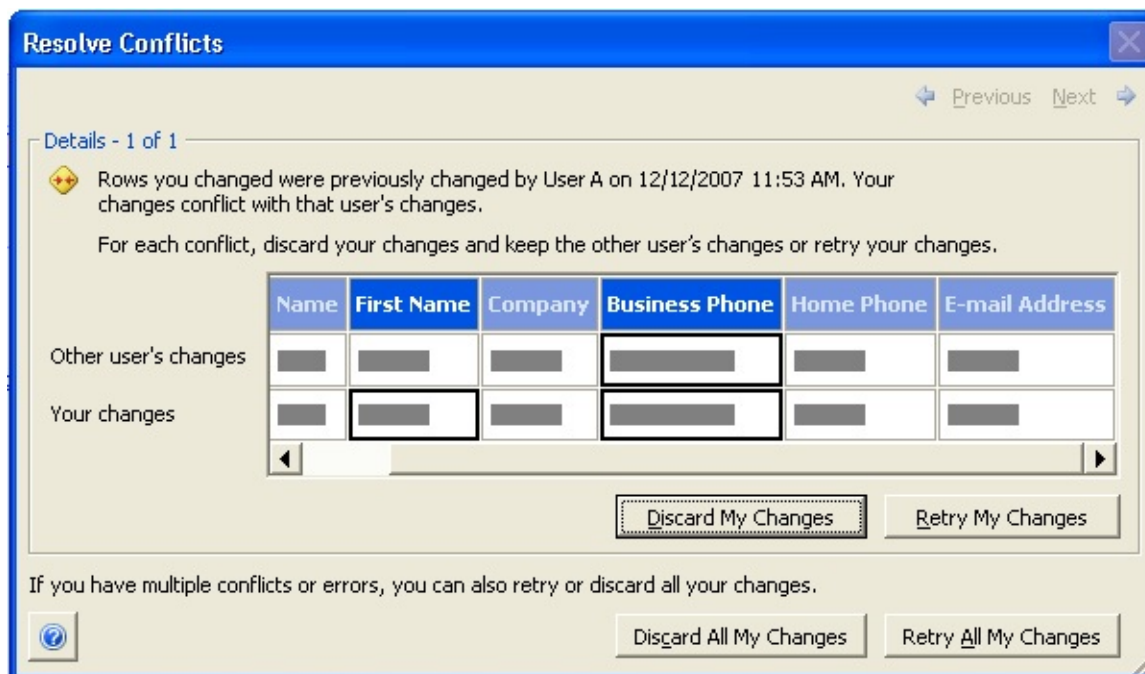 Resolve Conflicts
Previous Next
Details - 1 of 1
Rows you changed were previously changed by User A on 12/12/2007 11:53 AM. Your
changes conflict with that user's changes.
For each conflict, discard your changes and keep the other user's changes or retry your changes.
Name First Name Company Business Phone Home Phone E-mail Address
Other user's changes
Your changes
Discard My Changes Retry My Changes
If you have multiple conflicts or errors, you can also retry or discard all your changes.
Discard All My Changes Retry All My Changes